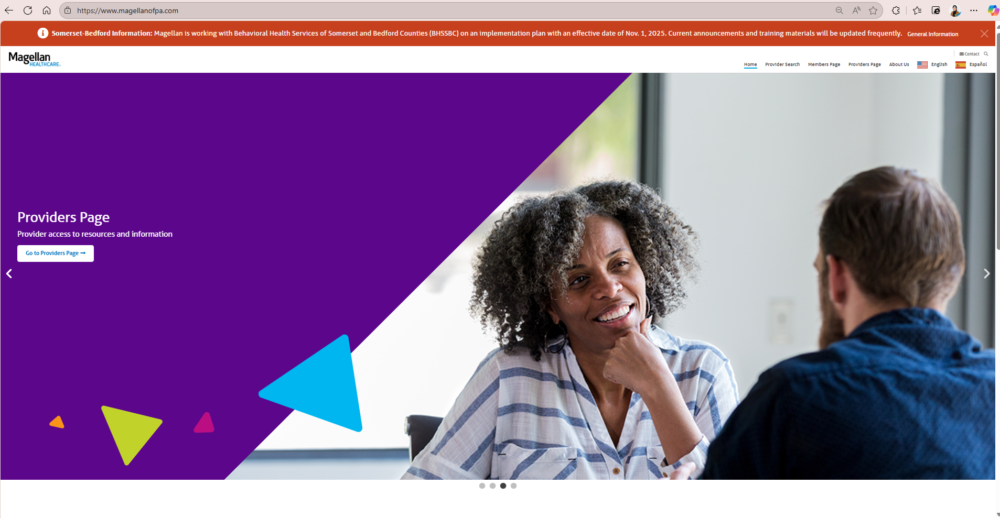 https://www.magellanofpa.com
Somerset-Bedford Information: Magellan is working with Behavioral Health Services of Somerset and Bedford Counties (BHSSBC) on an implementation plan with an effective date of Nov. 1, 2025. Current announcements and training materials will be updated frequently. General Information
Magellan
HEALTHCARE®
Contact
Home Provider Search Members Page Providers Page About Us English Español
Providers Page
Provider access to resources and information
Go to Providers Page